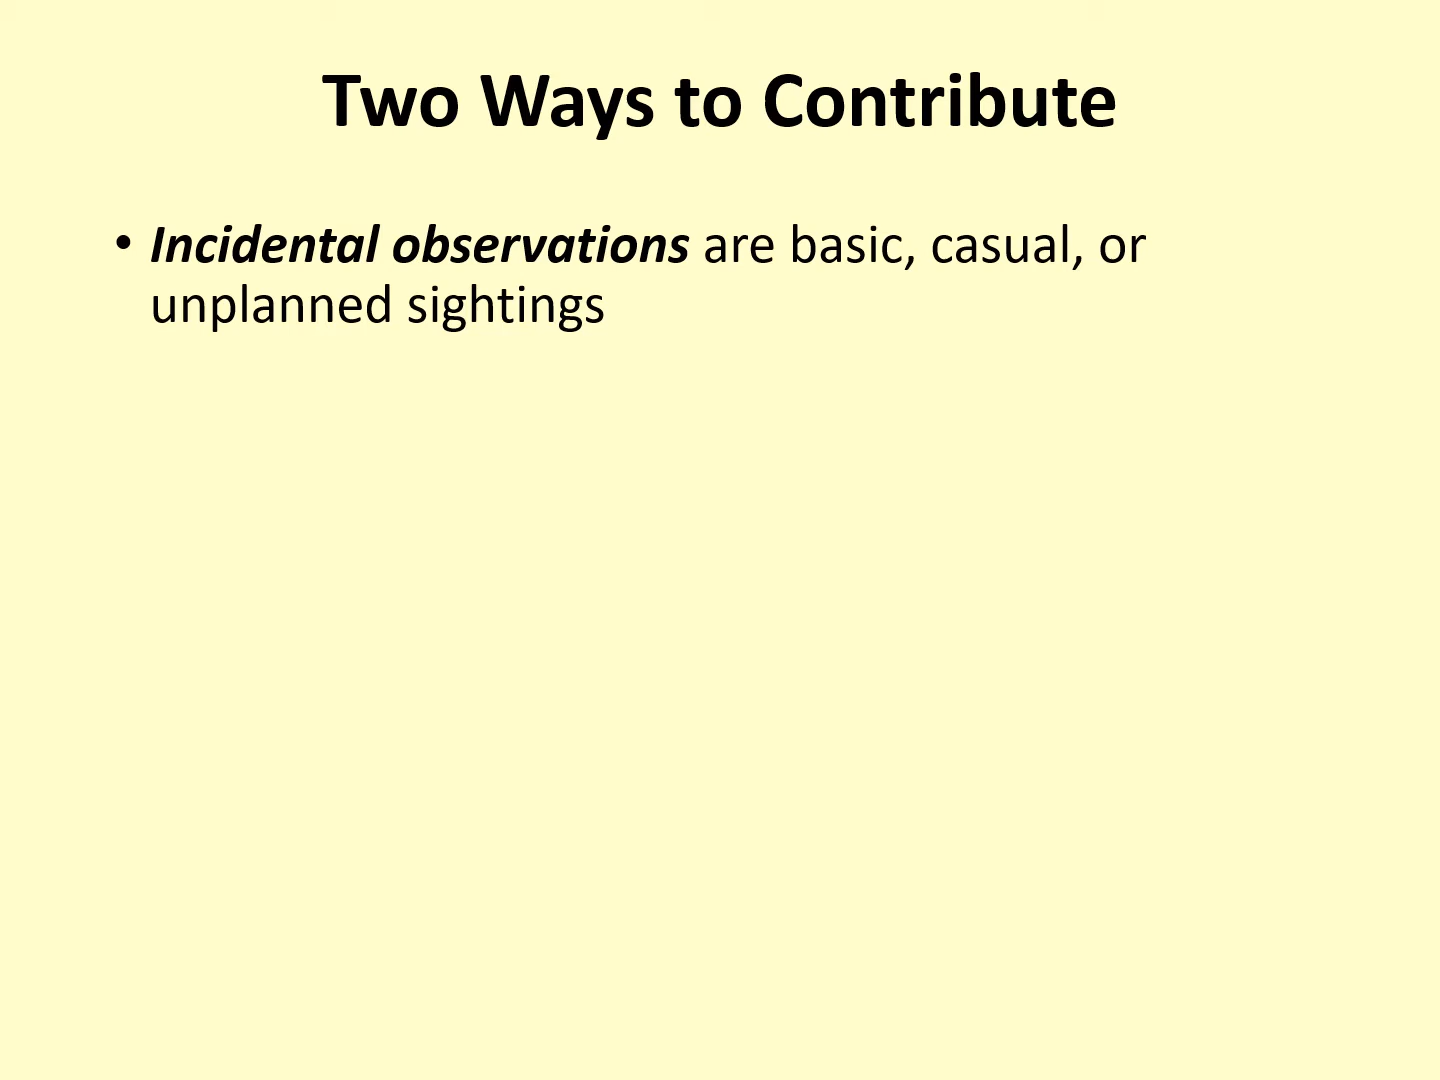 Two Ways to Contribute
• Incidental observations are basic, casual, or
unplanned sightings